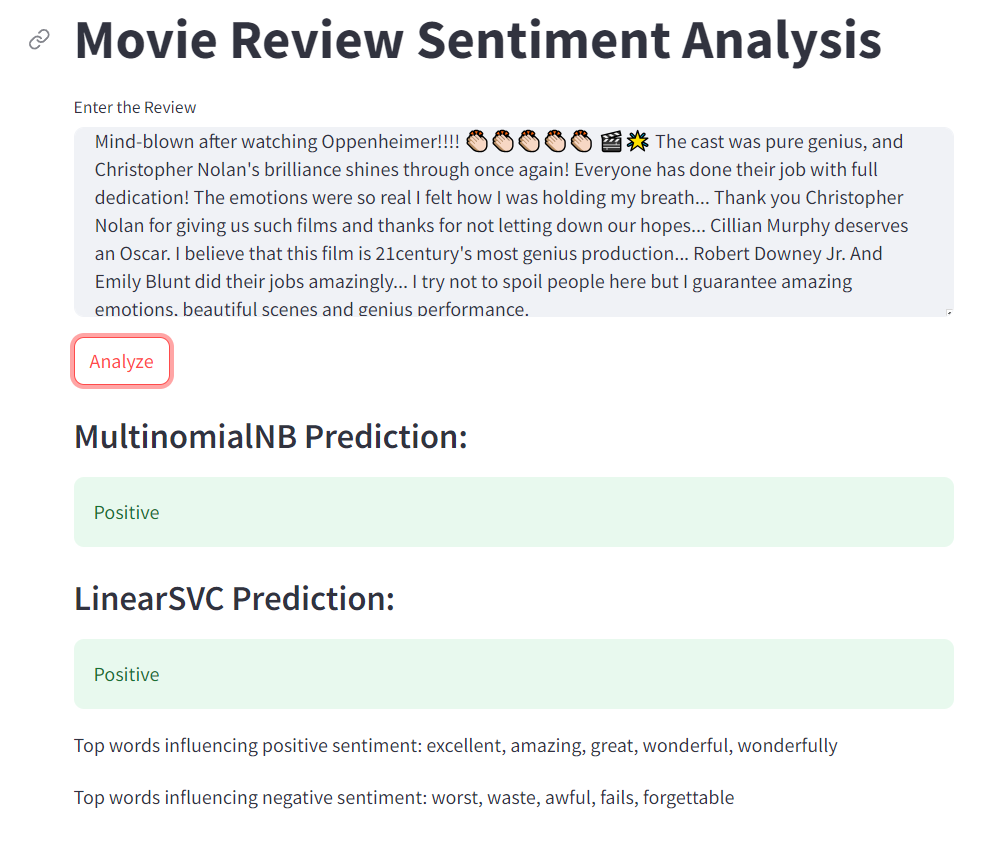 Movie Review Sentiment Analysis
Enter the Review
Mind-blown after watching Oppenheimer!!!! 👏👏👏👏👏 🎬🌟 The cast was pure genius, and
Christopher Nolan's brilliance shines through once again! Everyone has done their job with full
dedication! The emotions were so real I felt how I was holding my breath... Thank you Christopher
Nolan for giving us such films and thanks for not letting down our hopes... Cillian Murphy deserves
an Oscar. I believe that this film is 21century's most genius production... Robert Downey Jr. And
Emily Blunt did their jobs amazingly... I try not to spoil people here but I guarantee amazing
emotions, beautiful scenes and genius performance.
Analyze
MultinomialNB Prediction:
Positive
LinearSVC Prediction:
Positive
Top words influencing positive sentiment: excellent, amazing, great, wonderful, wonderfully
Top words influencing negative sentiment: worst, waste, awful, fails, forgettable